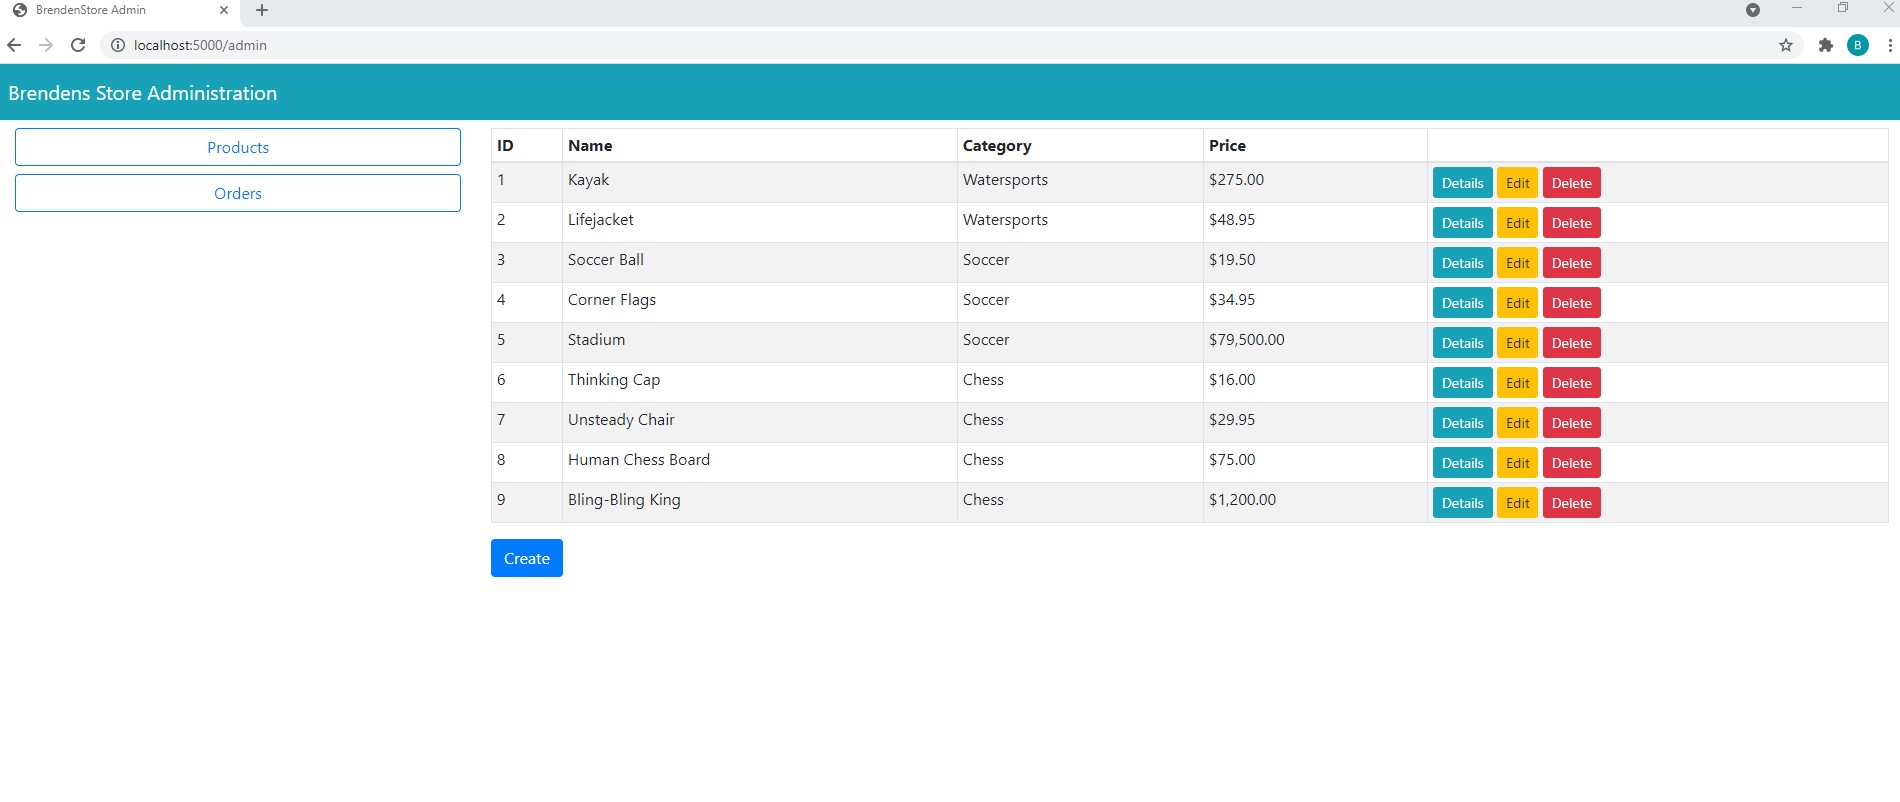 BrendenStore Admin
localhost:5000/admin
B
Brendens Store Administration
Products
Orders
ID Name Category Price
1 Kayak Watersports $275.00 Details Edit Delete
2 Lifejacket Watersports $48.95 Details Edit Delete
3 Soccer Ball Soccer $19.50 Details Edit Delete
4 Corner Flags Soccer $34.95 Details Edit Delete
5 Stadium Soccer $79,500.00 Details Edit Delete
6 Thinking Cap Chess $16.00 Details Edit Delete
7 Unsteady Chair Chess $29.95 Details Edit Delete
8 Human Chess Board Chess $75.00 Details Edit Delete
9 Bling-Bling King Chess $1,200.00 Details Edit Delete
Create